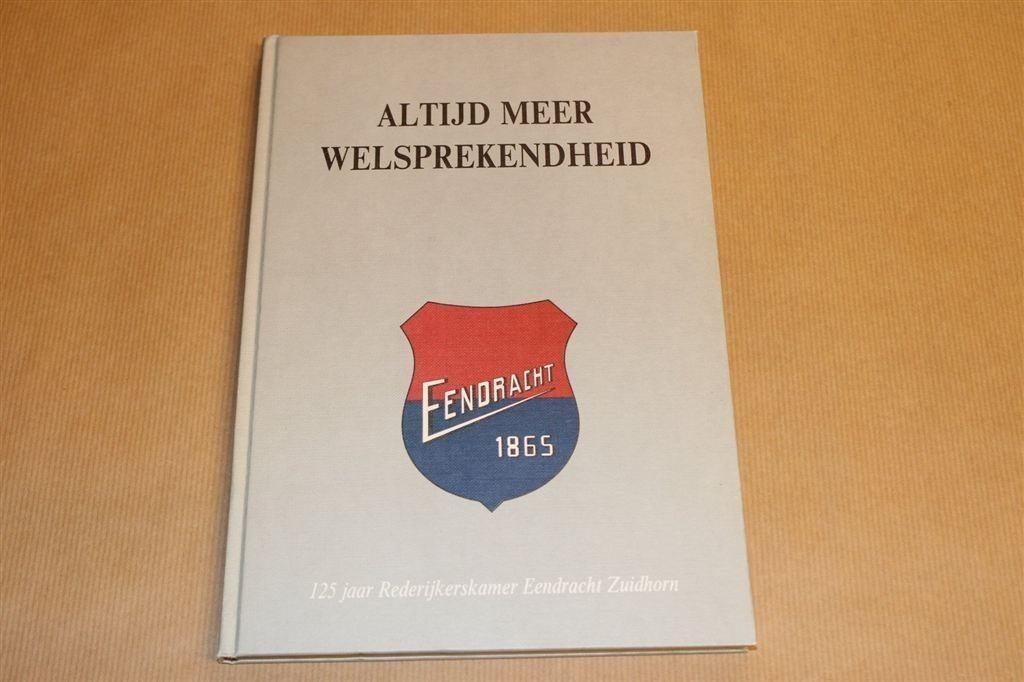 ALTIJD MEER
WELSPREKENDHEID
EENDRACHT
1865
125 jaar Rederijkerskamer Eendracht Zuidhorn